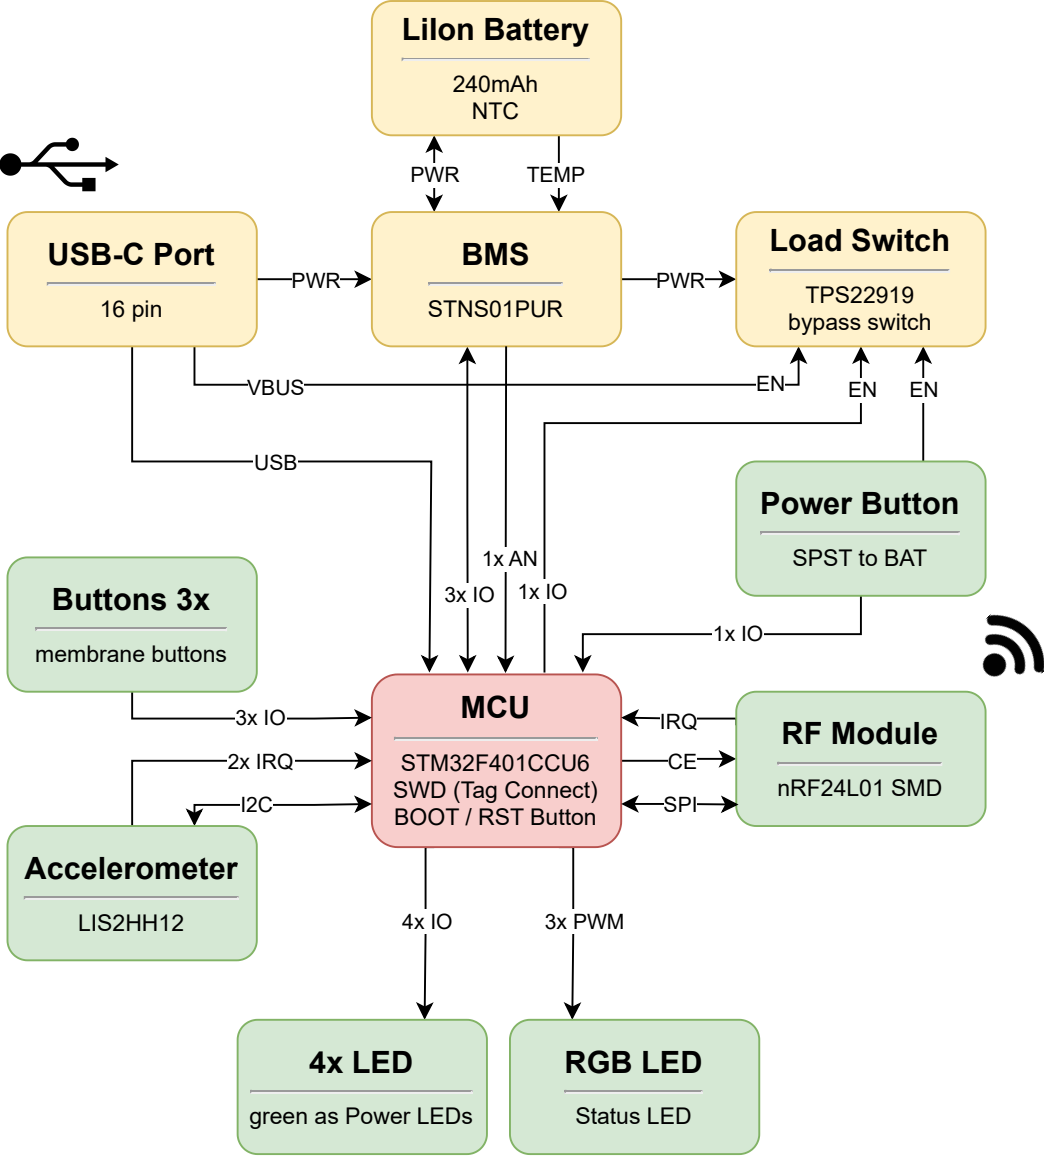 LiIon Battery
240mAh
NTC
PWR
TEMP
USB-C Port
16 pin
PWR
BMS
STNS01PUR
PWR
Load Switch
TPS22919
bypass switch
VBUS
EN
EN
EN
USB
Power Button
SPST to BAT
1x AN
3x IO
1x IO
1x IO
Buttons 3x
membrane buttons
3x IO
2x IRQ
I2C
MCU
STM32F401CCU6
SWD (Tag Connect)
BOOT / RST Button
IRQ
CE
SPI
RF Module
nRF24L01 SMD
Accelerometer
LIS2HH12
4x IO
3x PWM
4x LED
green as Power LEDs
RGB LED
Status LED